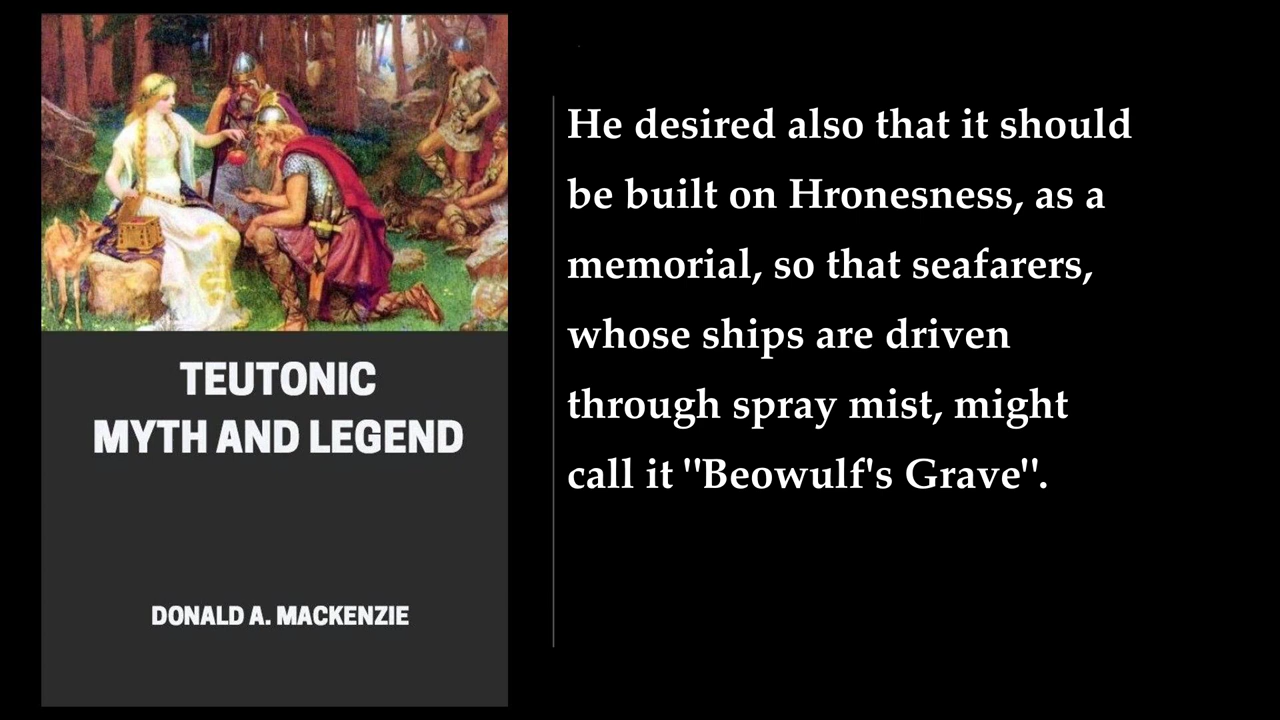 TEUTONIC
MYTH AND LEGEND
DONALD A. MACKENZIE
He desired also that it should
be built on Hronesness, as a
memorial, so that seafarers,
whose ships are driven
through spray mist, might
call it "Beowulf's Grave".